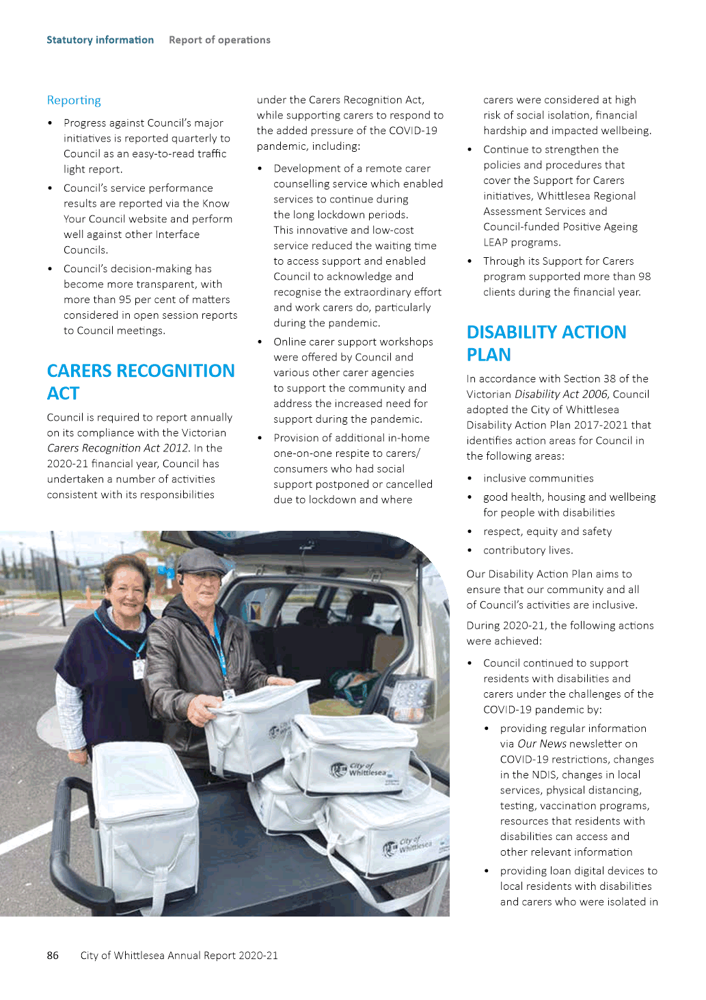 Statutory information Report of operations
Reporting
• Progress against Council's major
initiatives is reported quarterly to
Council as an easy-to-read traffic
light report.
• Council's service performance
results are reported via the Know
Your Council website and perform
well against other Interface
Councils.
• Council's decision-making has
become more transparent, with
more than 95 per cent of matters
considered in open session reports
to Council meetings.
CARERS RECOGNITION
ACT
Council is required to report annually
on its compliance with the Victorian
Carers Recognition Act 2012. In the
2020-21 financial year, Council has
undertaken a number of activities
consistent with its responsibilities
under the Carers Recognition Act,
while supporting carers to respond to
the added pressure of the COVID-19
pandemic, including:
• Development of a remote carer
counselling service which enabled
services to continue during
the long lockdown periods.
This innovative and low-cost
service reduced the waiting time
to access support and enabled
Council to acknowledge and
recognise the extraordinary effort
and work carers do, particularly
during the pandemic.
• Online carer support workshops
were offered by Council and
various other carer agencies
to support the community and
address the increased need for
support during the pandemic.
• Provision of additional in-home
one-on-one respite to carers/
consumers who had social
support postponed or cancelled
due to lockdown and where
carers were considered at high
risk of social isolation, financial
hardship and impacted wellbeing.
• Continue to strengthen the
policies and procedures that
cover the Support for Carers
initiatives, Whittlesea Regional
Assessment Services and
Council-funded Positive Ageing
LEAP programs.
• Through its Support for Carers
program supported more than 98
clients during the financial year.
DISABILITY ACTION
PLAN
In accordance with Section 38 of the
Victorian Disability Act 2006, Council
adopted the City of Whittlesea
Disability Action Plan 2017-2021 that
identifies action areas for Council in
the following areas:
• inclusive communities
• good health, housing and wellbeing
for people with disabilities
• respect, equity and safety
• contributory lives.
Our Disability Action Plan aims to
ensure that our community and all
of Council's activities are inclusive.
During 2020-21, the following actions
were achieved:
• Council continued to support
residents with disabilities and
carers under the challenges of the
COVID-19 pandemic by:
• providing regular information
via Our News newsletter on
COVID-19 restrictions, changes
in the NDIS, changes in local
services, physical distancing,
testing, vaccination programs,
resources that residents with
disabilities can access and
other relevant information
• providing loan digital devices to
local residents with disabilities
and carers who were isolated in
City of
Whittlesea
City of
Whittlesea
86 City of Whittlesea Annual Report 2020-21